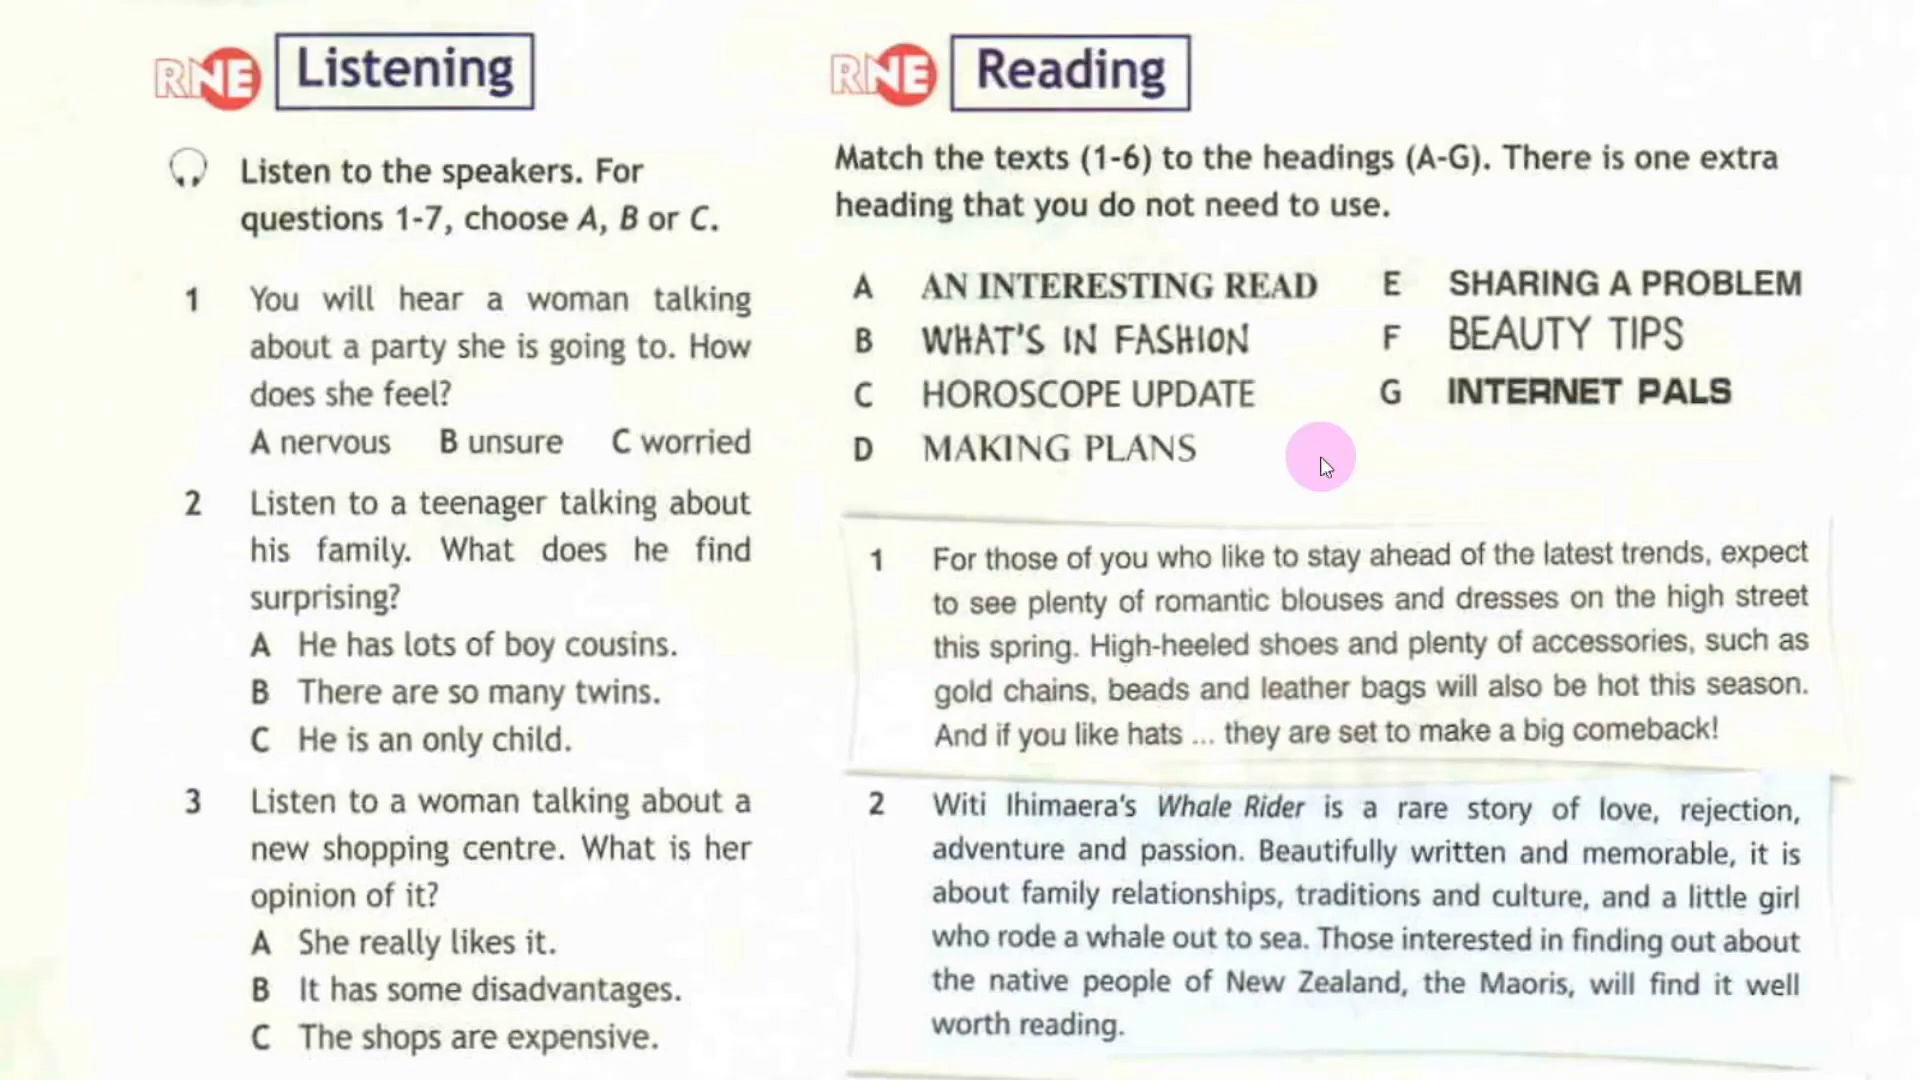 RNE Listening
Listen to the speakers. For
questions 1-7, choose A, B or C.
1 You will hear a woman talking
about a party she is going to. How
does she feel?
A nervous B unsure C worried
2 Listen to a teenager talking about
his family. What does he find
surprising?
A He has lots of boy cousins.
B There are so many twins.
C He is an only child.
3 Listen to a woman talking about a
new shopping centre. What is her
opinion of it?
A She really likes it.
B It has some disadvantages.
C The shops are expensive.
RNE Reading
Match the texts (1-6) to the headings (A-G). There is one extra
heading that you do not need to use.
A AN INTERESTING READ
B WHAT'S IN FASHION
C HOROSCOPE UPDATE
D MAKING PLANS
E SHARING A PROBLEM
F BEAUTY TIPS
G INTERNET PALS
1 For those of you who like to stay ahead of the latest trends, expect
to see plenty of romantic blouses and dresses on the high street
this spring. High-heeled shoes and plenty of accessories, such as
gold chains, beads and leather bags will also be hot this season.
And if you like hats ... they are set to make a big comeback!
2 Witi Ihimaera's Whale Rider is a rare story of love, rejection,
adventure and passion. Beautifully written and memorable, it is
about family relationships, traditions and culture, and a little girl
who rode a whale out to sea. Those interested in finding out about
the native people of New Zealand, the Maoris, will find it well
worth reading.